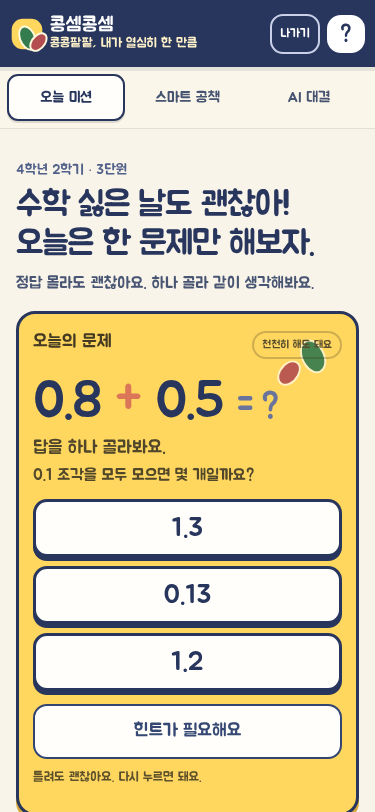 콩셈콩셈
콩콩팥팥, 내가 열심히 한 만큼
나가기
?
오늘 미션
스마트 공책
AI 대결
4학년 2학기 · 3단원
수학 싫은 날도 괜찮아!
오늘은 한 문제만 해보자.
정답 몰라도 괜찮아요. 하나 골라 같이 생각해봐요.
오늘의 문제
천천히 해도 돼요
0.8 + 0.5 = ?
답을 하나 골라봐요.
0.1 조각을 모두 모으면 몇 개일까요?
1.3
0.13
1.2
힌트가 필요해요
틀려도 괜찮아요. 다시 누르면 돼요.